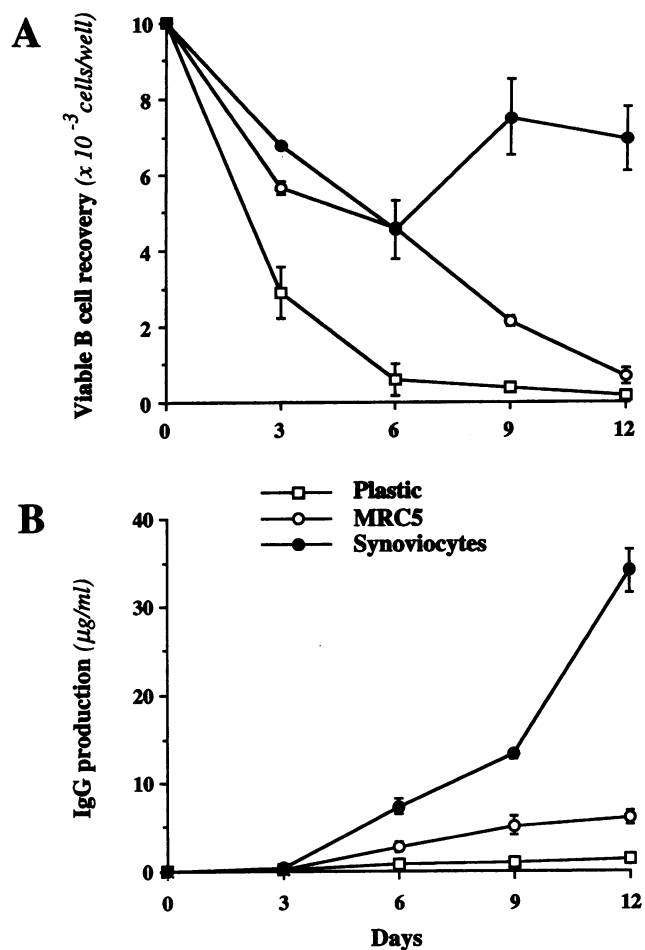 A
Viable B cell recovery (x 10⁻³ cells/well)
10
8
6
4
2
0
0 3 6 9 12
Plastic
MRC5
Synoviocytes
B
IgG production (µg/ml)
40
30
20
10
0
0 3 6 9 12
Days